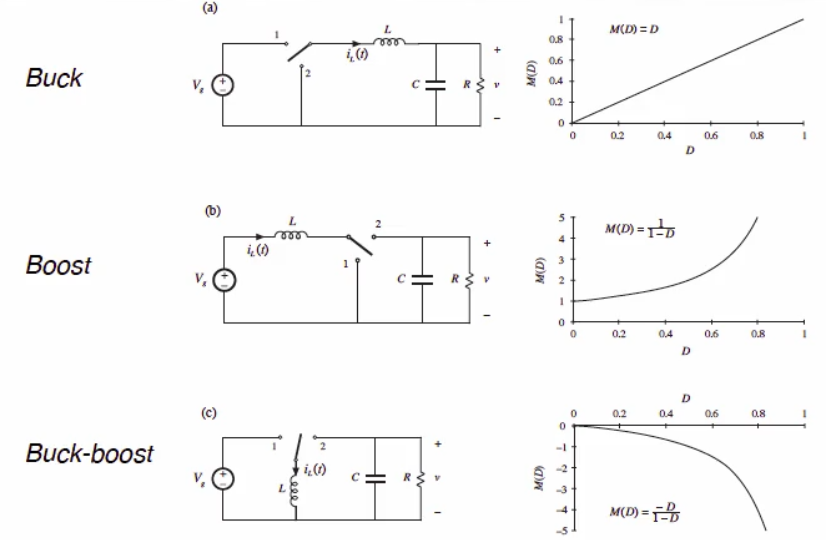 Buck
(a)
1
2
L
i_L(t)
V_g
+
−
C
R
+
v
−
M(D) = D
M(D)
1
0.8
0.6
0.4
0.2
0
0 0.2 0.4 0.6 0.8 1
D
Boost
(b)
L
i_L(t)
2
1
V_g
+
−
C
R
+
v
−
M(D) = 1/(1−D)
M(D)
5
4
3
2
1
0
0 0.2 0.4 0.6 0.8 1
D
Buck-boost
(c)
1
2
i_L(t)
L
V_g
+
−
C
R
+
v
−
D
0 0.2 0.4 0.6 0.8 1
M(D)
0
−1
−2
−3
−4
−5
M(D) = −D/(1−D)